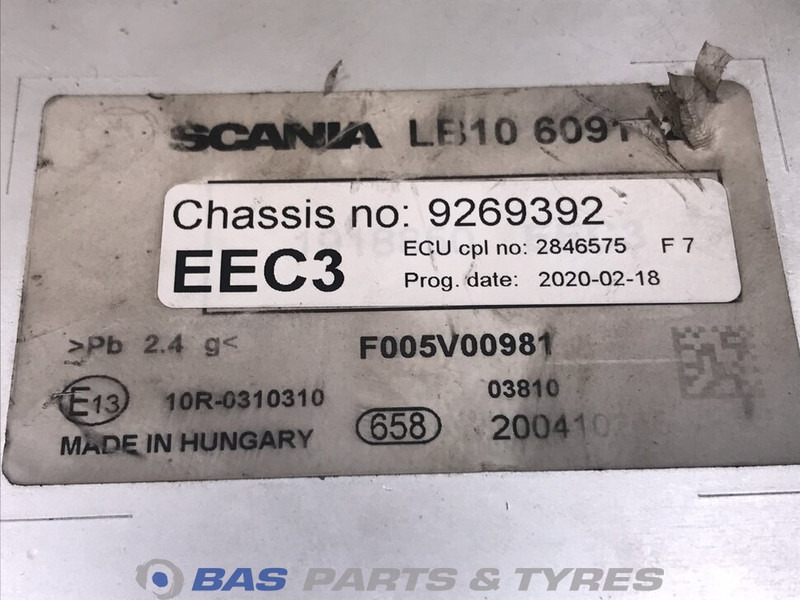 SCANIA LB10 6091
Chassis no: 9269392
ECU cpl no: 2846575 F 7
EEC3
Prog. date: 2020-02-18
>Pb 2.4 g< F005V00981
E13 10R-0310310 03810
MADE IN HUNGARY 658 200410
BAS PARTS & TYRES